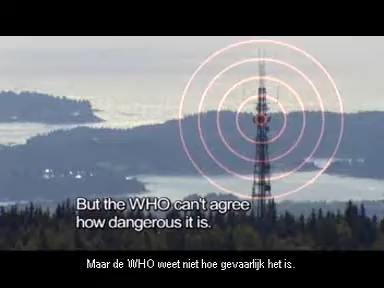 But the WHO can't agree
how dangerous it is.
Maar de WHO weet niet hoe gevaarlijk het is.